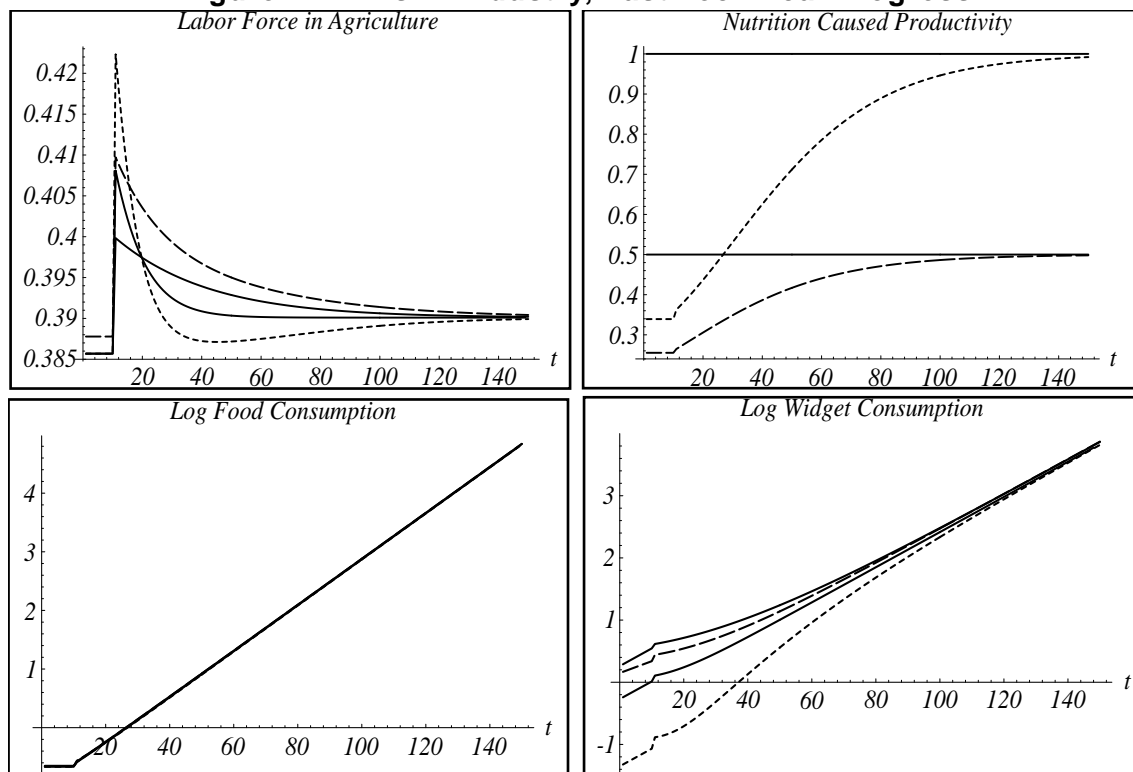 Labor Force in Agriculture
0.42
0.415
0.41
0.405
0.4
0.395
0.39
0.385
20 40 60 80 100 120 140
t
Nutrition Caused Productivity
1
0.9
0.8
0.7
0.6
0.5
0.4
0.3
20 40 60 80 100 120 140
t
Log Food Consumption
4
3
2
1
20 40 60 80 100 120 140
t
Log Widget Consumption
3
2
1
-1
20 40 60 80 100 120 140
t